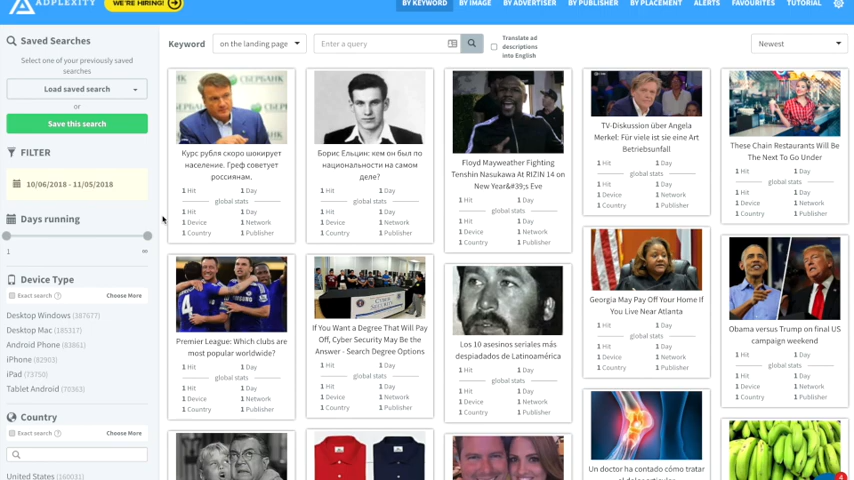 ADPLEXITY
WE'RE HIRING!
BY KEYWORD
BY IMAGE
BY ADVERTISER
BY PUBLISHER
BY PLACEMENT
ALERTS
FAVOURITES
TUTORIAL
Saved Searches
Select one of your previously saved
searches
Load saved search
or
Save this search
FILTER
10/06/2018 - 11/05/2018
Days running
1
∞
Device Type
Exact search ?
Choose More
Desktop Windows (387677)
Desktop Mac (185317)
Android Phone (83861)
iPhone (82903)
iPad (73750)
Tablet Android (70363)
Country
Exact search ?
Choose More
United States (160031)
Keyword
on the landing page
Enter a query
Translate ad
descriptions
into English
Newest
СБЕРБАНК
Курс рубля скоро шокирует
население. Греф советует
россиянам.
1 Hit 1 Day
global stats
1 Hit 1 Day
1 Device 1 Network
1 Country 1 Publisher
Борис Ельцин: кем он был по
национальности на самом
деле?
1 Hit 1 Day
global stats
1 Hit 1 Day
1 Device 1 Network
1 Country 1 Publisher
Floyd Mayweather Fighting
Tenshin Nasukawa At RIZIN 14 on
New Year&#39;s Eve
1 Hit 1 Day
global stats
1 Hit 1 Day
1 Device 1 Network
1 Country 1 Publisher
TV-Diskussion über Angela
Merkel: Für viele ist sie eine Art
Betriebsunfall
1 Hit 1 Day
global stats
1 Hit 1 Day
1 Device 1 Network
1 Country 1 Publisher
These Chain Restaurants Will Be
The Next To Go Under
1 Hit 1 Day
global stats
1 Hit 1 Day
1 Device 1 Network
1 Country 1 Publisher
Premier League: Which clubs are
most popular worldwide?
1 Hit 1 Day
global stats
1 Hit 1 Day
1 Device 1 Network
1 Country 1 Publisher
CYBER
SECURITY
If You Want a Degree That Will Pay
Off, Cyber Security May Be the
Answer - Search Degree Options
1 Hit 1 Day
global stats
1 Hit 1 Day
1 Device 1 Network
1 Country 1 Publisher
Los 10 asesinos seriales más
despiadados de Latinoamérica
1 Hit 1 Day
global stats
1 Hit 1 Day
1 Device 1 Network
1 Country 1 Publisher
Georgia May Pay Off Your Home If
You Live Near Atlanta
1 Hit 1 Day
global stats
1 Hit 1 Day
1 Device 1 Network
1 Country 1 Publisher
Obama versus Trump on final US
campaign weekend
1 Hit 1 Day
global stats
1 Hit 1 Day
1 Device 1 Network
1 Country 1 Publisher
Un doctor ha contado cómo tratar
4